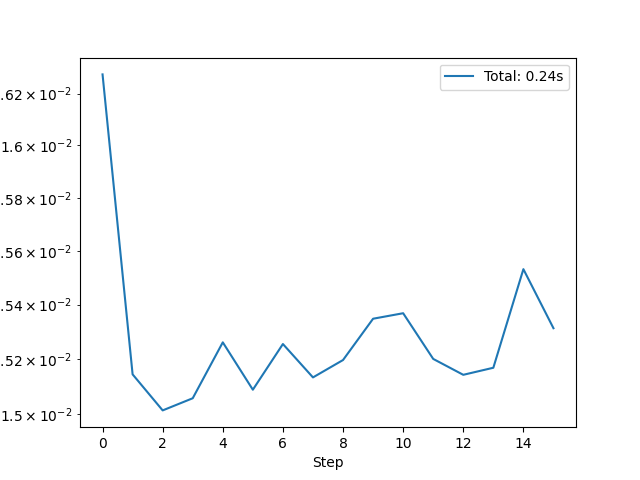 Total: 0.24s
.62 × 10⁻²
1.6 × 10⁻²
.58 × 10⁻²
.56 × 10⁻²
.54 × 10⁻²
.52 × 10⁻²
1.5 × 10⁻²
0 2 4 6 8 10 12 14
Step